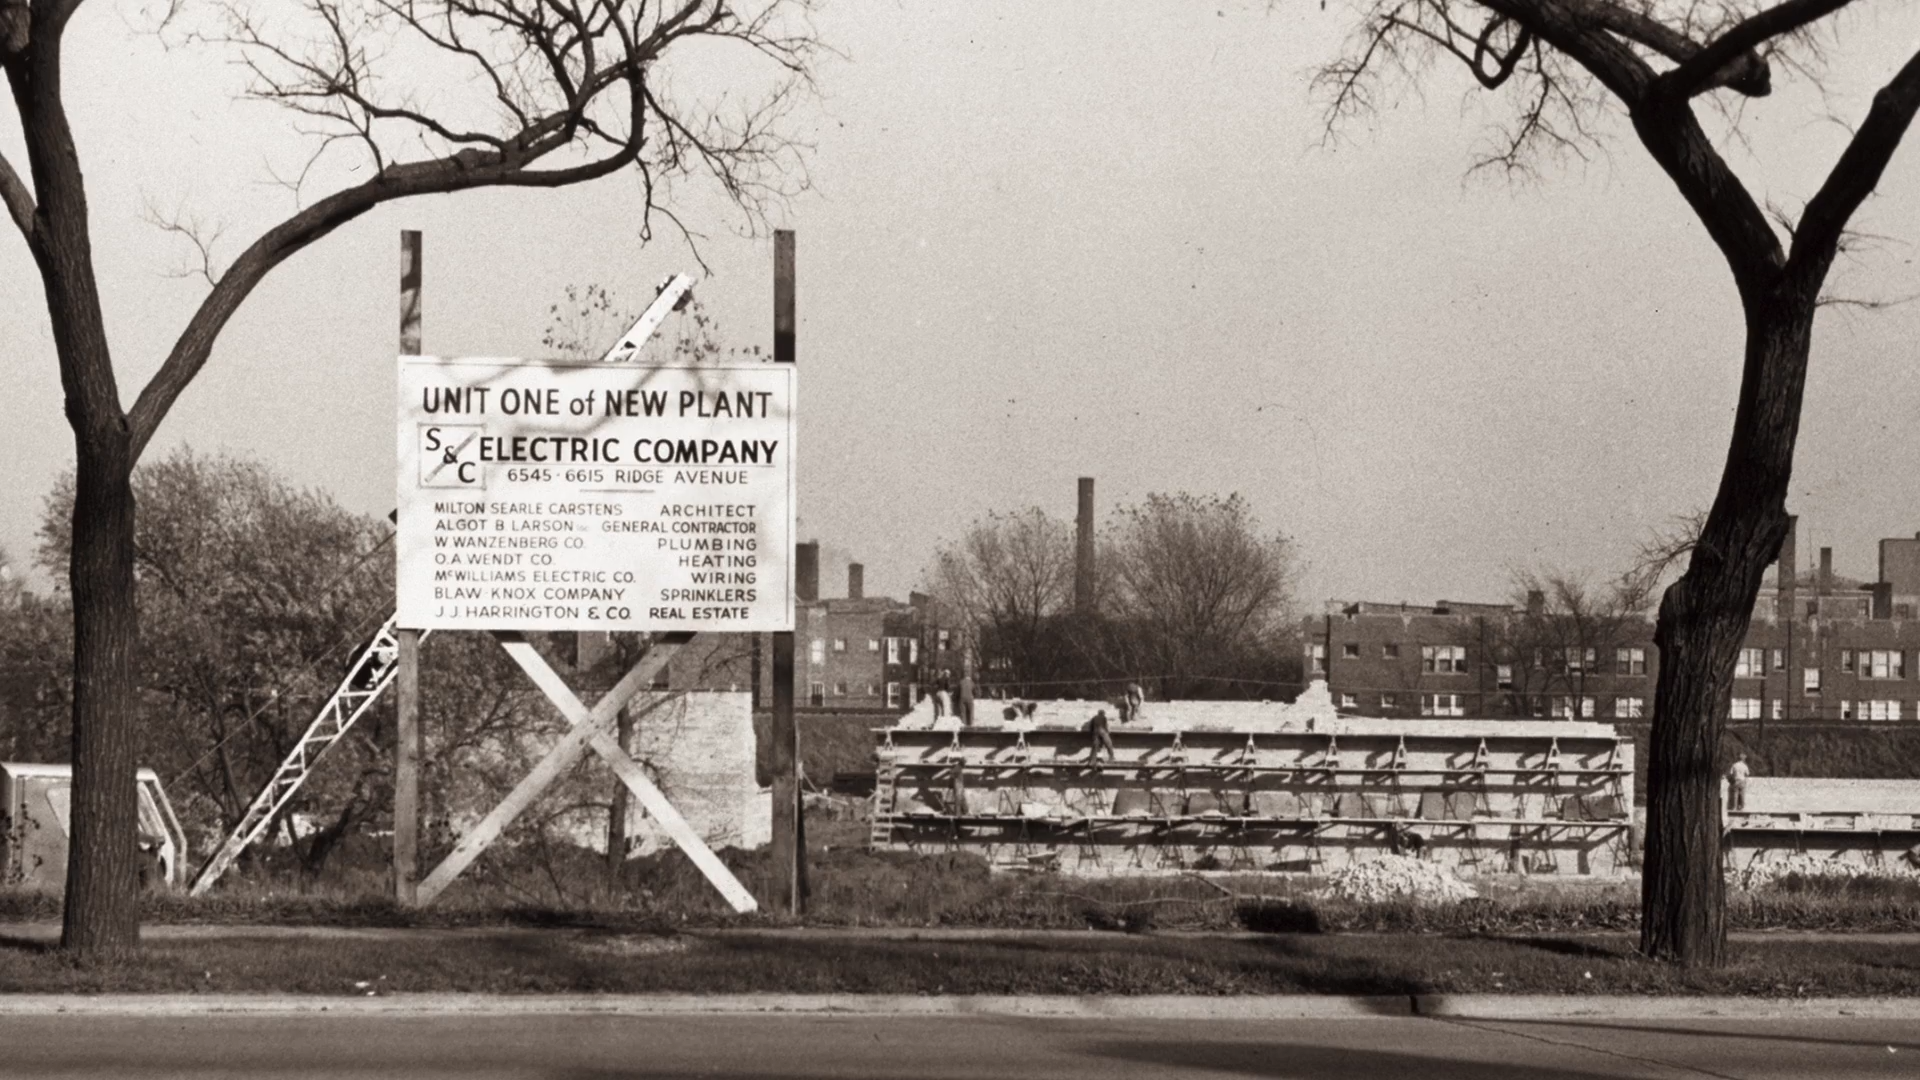 UNIT ONE of NEW PLANT
S&C ELECTRIC COMPANY
6545-6615 RIDGE AVENUE
MILTON SEARLE CARSTENS ARCHITECT
ALGOT B LARSON INC. GENERAL CONTRACTOR
W WANZENBERG CO. PLUMBING
O.A WENDT CO. HEATING
McWILLIAMS ELECTRIC CO. WIRING
BLAW-KNOX COMPANY SPRINKLERS
J.J. HARRINGTON & CO. REAL ESTATE